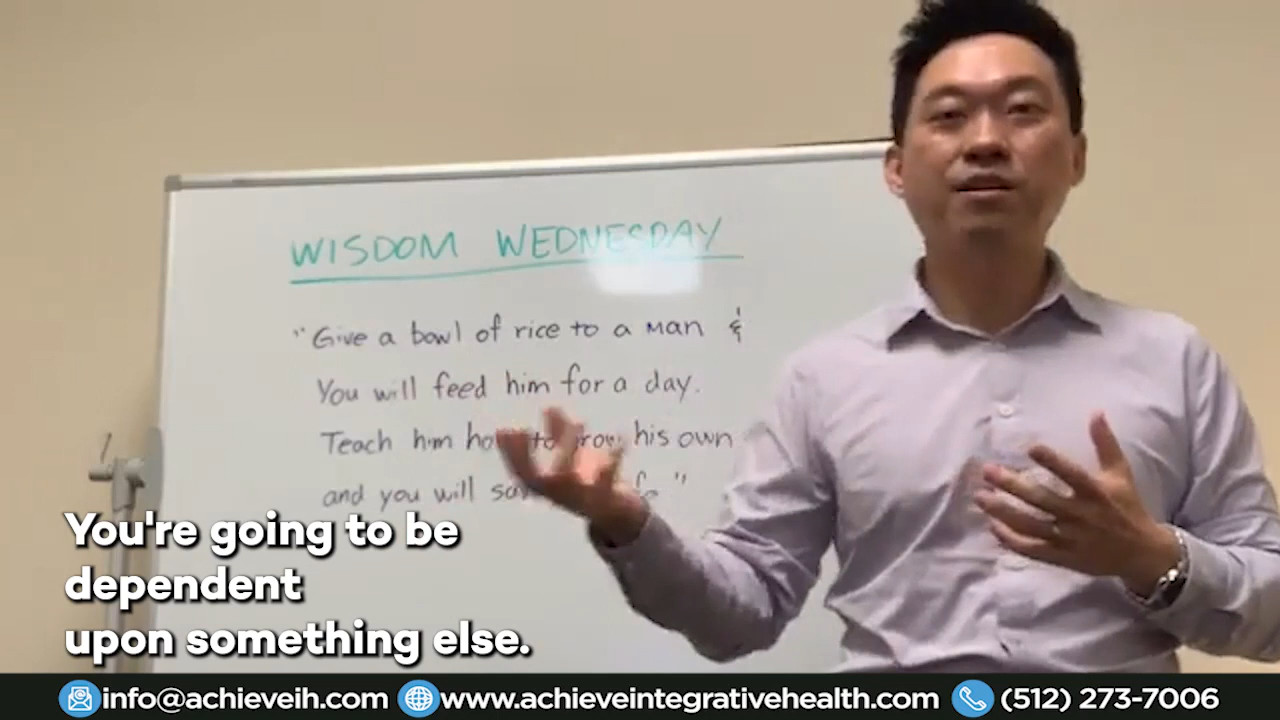 WISDOM WEDNESDAY
"Give a bowl of rice to a man &
You will feed him for a day.
Teach him his own
and you will "
You're going to be
dependent
upon something else.
info@achieveih.com www.achieveintegrativehealth.com (512) 273-7006